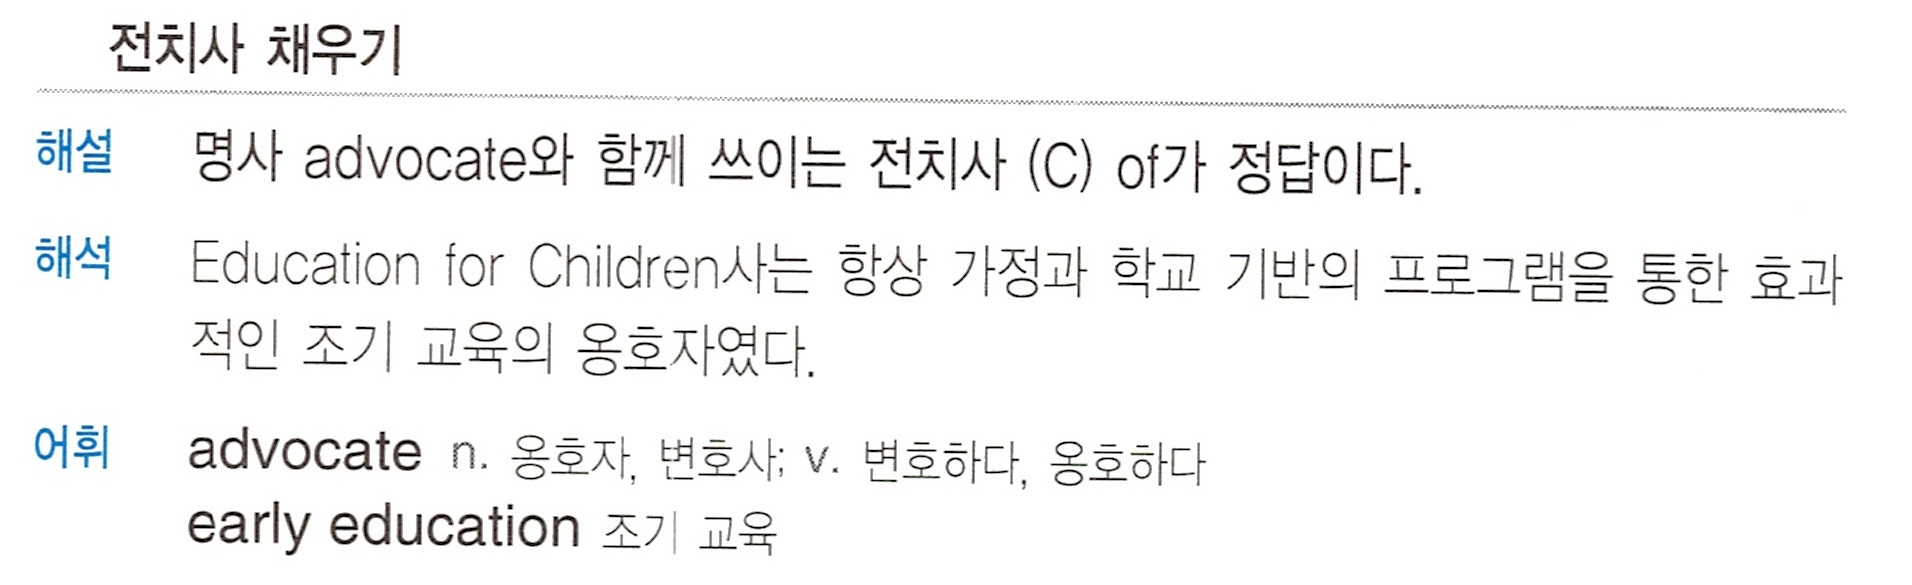 전치사 채우기
해설 명사 advocate와 함께 쓰이는 전치사 (C) of가 정답이다.
해석 Education for Children사는 항상 가정과 학교 기반의 프로그램을 통한 효과
적인 조기 교육의 옹호자였다.
어휘 advocate n. 옹호자, 변호사; v. 변호하다, 옹호하다
early education 조기 교육